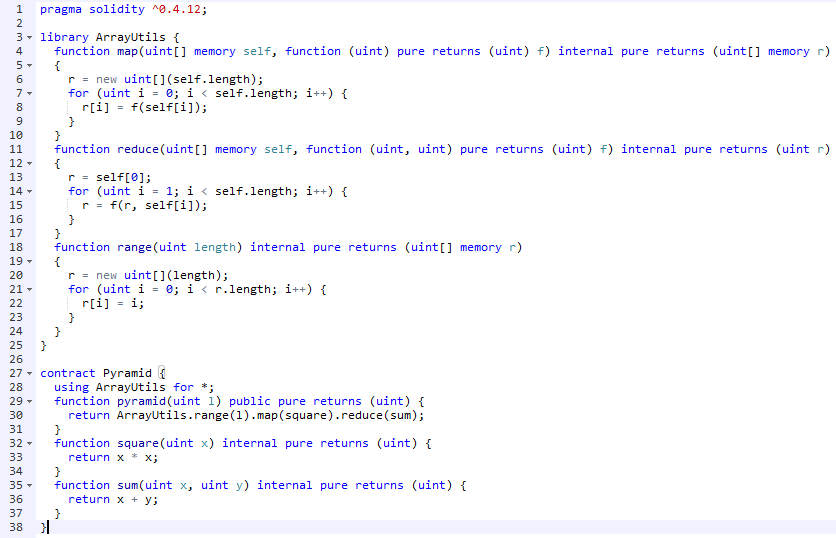 1 pragma solidity ^0.4.12;
2
3 library ArrayUtils {
4   function map(uint[] memory self, function (uint) pure returns (uint) f) internal pure returns (uint[] memory r)
5   {
6     r = new uint[](self.length);
7     for (uint i = 0; i < self.length; i++) {
8       r[i] = f(self[i]);
9     }
10   }
11   function reduce(uint[] memory self, function (uint, uint) pure returns (uint) f) internal pure returns (uint r)
12   {
13     r = self[0];
14     for (uint i = 1; i < self.length; i++) {
15       r = f(r, self[i]);
16     }
17   }
18   function range(uint length) internal pure returns (uint[] memory r)
19   {
20     r = new uint[](length);
21     for (uint i = 0; i < r.length; i++) {
22       r[i] = i;
23     }
24   }
25 }
26
27 contract Pyramid {
28   using ArrayUtils for *;
29   function pyramid(uint l) public pure returns (uint) {
30     return ArrayUtils.range(l).map(square).reduce(sum);
31   }
32   function square(uint x) internal pure returns (uint) {
33     return x * x;
34   }
35   function sum(uint x, uint y) internal pure returns (uint) {
36     return x + y;
37   }
38 }